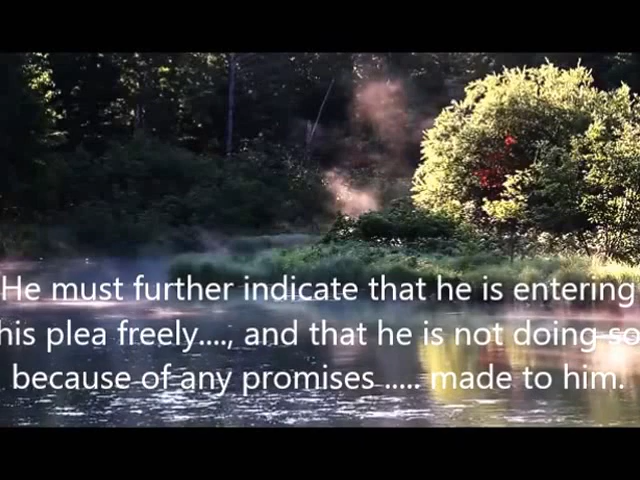 He must further indicate that he is entering
his plea freely...., and that he is not doing so
because of any promises ..... made to him.